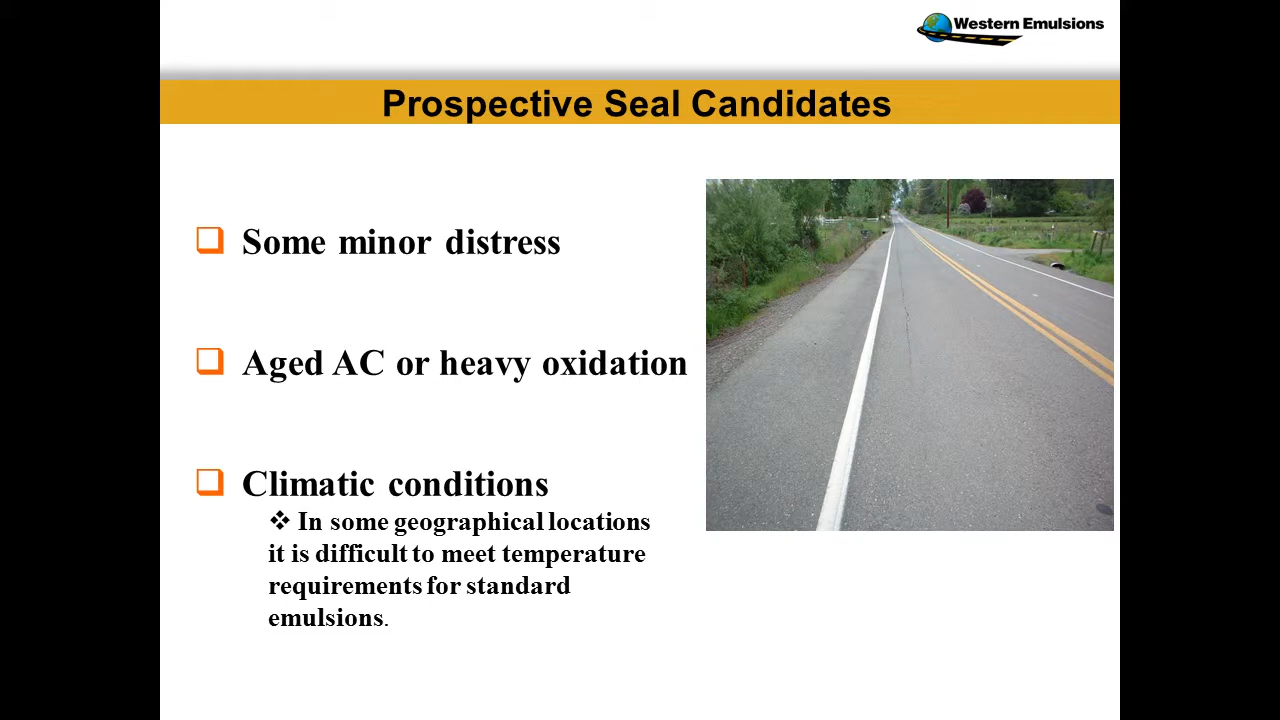 Western Emulsions
Prospective Seal Candidates
Some minor distress
Aged AC or heavy oxidation
Climatic conditions
In some geographical locations
it is difficult to meet temperature
requirements for standard
emulsions.